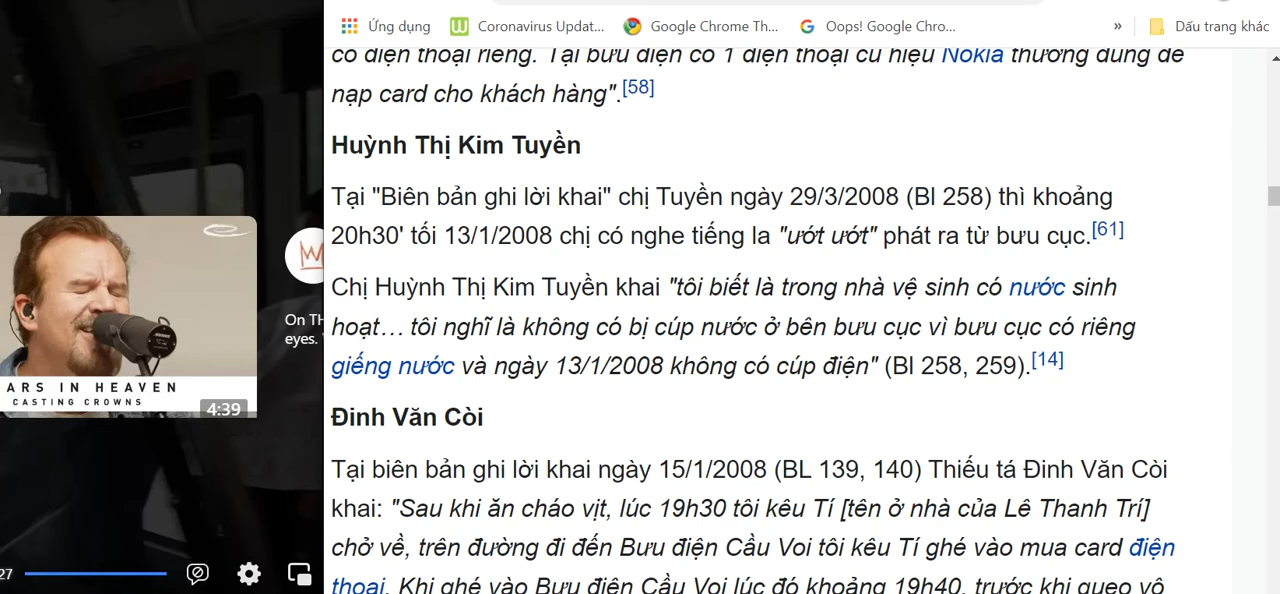 Ứng dụng
Coronavirus Updat...
Google Chrome Th...
Oops! Google Chro...
»
Dấu trang khác
có điện thoại riêng. Tại bưu điện có 1 điện thoại cũ hiệu Nokia thường dùng để
nạp card cho khách hàng".[58]
Huỳnh Thị Kim Tuyền
Tại "Biên bản ghi lời khai" chị Tuyền ngày 29/3/2008 (Bl 258) thì khoảng
20h30' tối 13/1/2008 chị có nghe tiếng la "ướt ướt" phát ra từ bưu cục.[61]
Chị Huỳnh Thị Kim Tuyền khai "tôi biết là trong nhà vệ sinh có nước sinh
hoạt… tôi nghĩ là không có bị cúp nước ở bên bưu cục vì bưu cục có riêng
giếng nước và ngày 13/1/2008 không có cúp điện" (Bl 258, 259).[14]
Đinh Văn Còi
Tại biên bản ghi lời khai ngày 15/1/2008 (BL 139, 140) Thiếu tá Đinh Văn Còi
khai: "Sau khi ăn cháo vịt, lúc 19h30 tôi kêu Tí [tên ở nhà của Lê Thanh Trí]
chở về, trên đường đi đến Bưu điện Cầu Voi tôi kêu Tí ghé vào mua card điện
thoại. Khi ghé vào Bưu điện Cầu Voi lúc đó khoảng 19h40, trước khi quẹo vô
ARS IN HEAVEN
CASTING CROWNS
4:39
On TH
eyes.
27